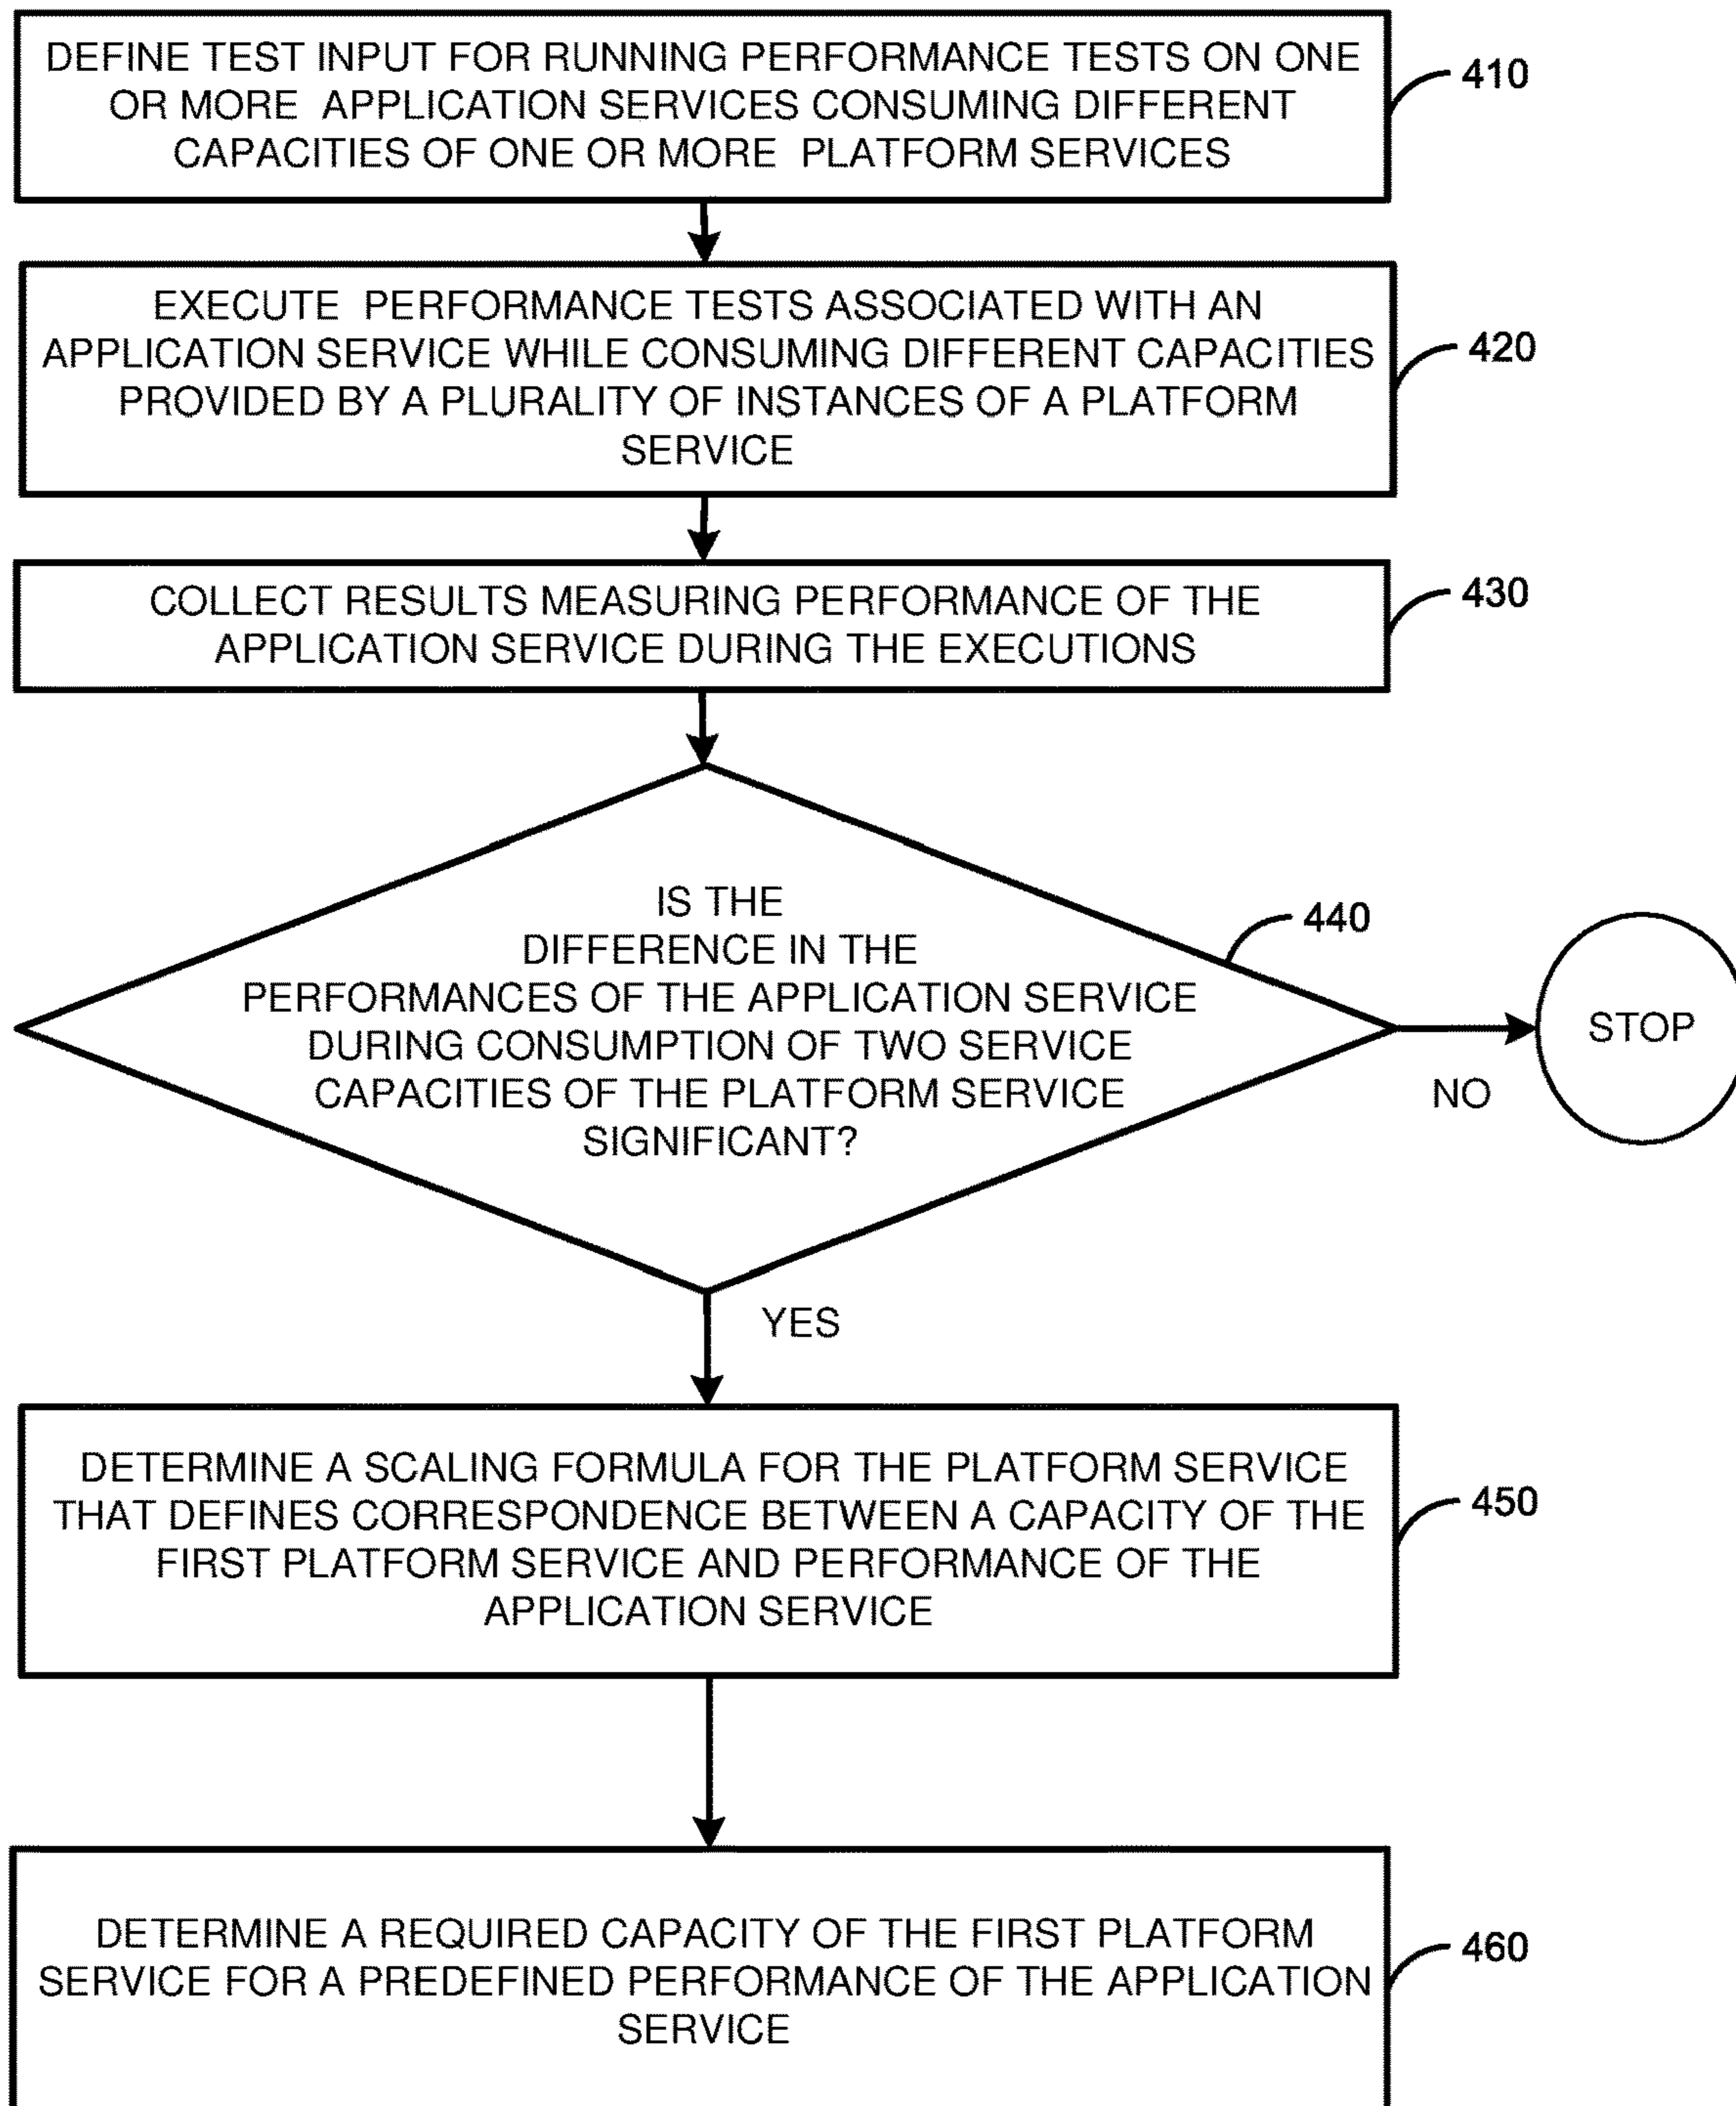 DEFINE TEST INPUT FOR RUNNING PERFORMANCE TESTS ON ONE
OR MORE APPLICATION SERVICES CONSUMING DIFFERENT
CAPACITIES OF ONE OR MORE PLATFORM SERVICES
410
EXECUTE PERFORMANCE TESTS ASSOCIATED WITH AN
APPLICATION SERVICE WHILE CONSUMING DIFFERENT CAPACITIES
PROVIDED BY A PLURALITY OF INSTANCES OF A PLATFORM
SERVICE
420
COLLECT RESULTS MEASURING PERFORMANCE OF THE
APPLICATION SERVICE DURING THE EXECUTIONS
430
IS THE
DIFFERENCE IN THE
PERFORMANCES OF THE APPLICATION SERVICE
DURING CONSUMPTION OF TWO SERVICE
CAPACITIES OF THE PLATFORM SERVICE
SIGNIFICANT?
440
STOP
NO
YES
DETERMINE A SCALING FORMULA FOR THE PLATFORM SERVICE
THAT DEFINES CORRESPONDENCE BETWEEN A CAPACITY OF THE
FIRST PLATFORM SERVICE AND PERFORMANCE OF THE
APPLICATION SERVICE
450
DETERMINE A REQUIRED CAPACITY OF THE FIRST PLATFORM
SERVICE FOR A PREDEFINED PERFORMANCE OF THE APPLICATION
SERVICE
460